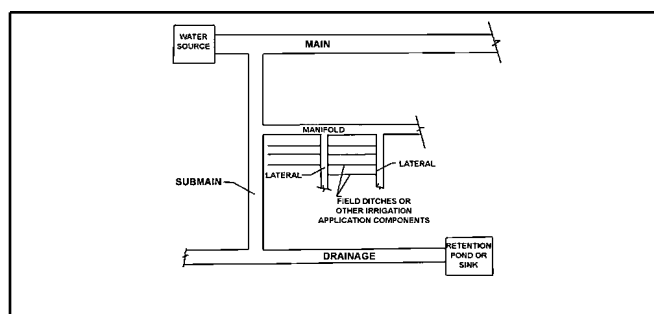 WATER
SOURCE
MAIN
MANIFOLD
LATERAL
LATERAL
SUBMAIN
FIELD DITCHES OR
OTHER IRRIGATION
APPLICATION COMPONENTS
DRAINAGE
RETENTION
POND OR
SINK